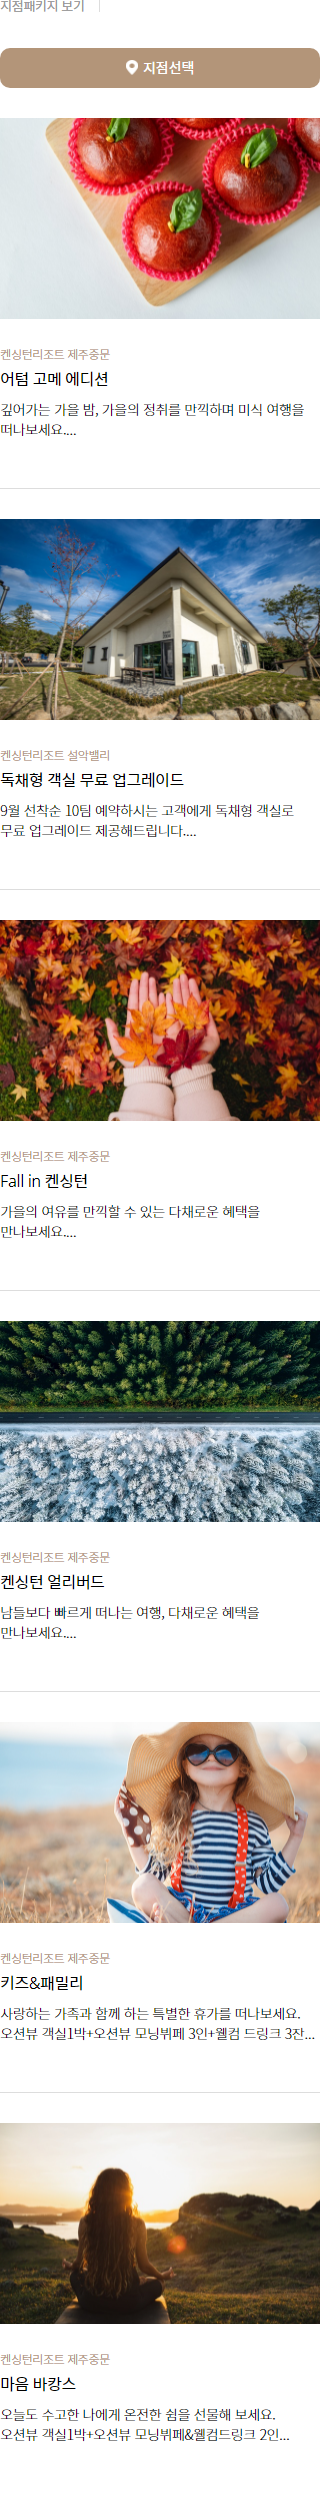 지점패키지 보기
지점선택
켄싱턴리조트 제주중문
어텀 고메 에디션
깊어가는 가을 밤, 가을의 정취를 만끽하며 미식 여행을
떠나보세요....
켄싱턴리조트 설악밸리
독채형 객실 무료 업그레이드
9월 선착순 10팀 예약하시는 고객에게 독채형 객실로
무료 업그레이드 제공해드립니다....
켄싱턴리조트 제주중문
Fall in 켄싱턴
가을의 여유를 만끽할 수 있는 다채로운 혜택을
만나보세요....
켄싱턴리조트 제주중문
켄싱턴 얼리버드
남들보다 빠르게 떠나는 여행, 다채로운 혜택을
만나보세요....
켄싱턴리조트 제주중문
키즈&패밀리
사랑하는 가족과 함께 하는 특별한 휴가를 떠나보세요.
오션뷰 객실1박+오션뷰 모닝뷔페 3인+웰컴 드링크 3잔...
켄싱턴리조트 제주중문
마음 바캉스
오늘도 수고한 나에게 온전한 쉼을 선물해 보세요.
오션뷰 객실1박+오션뷰 모닝뷔페&웰컴드링크 2인...